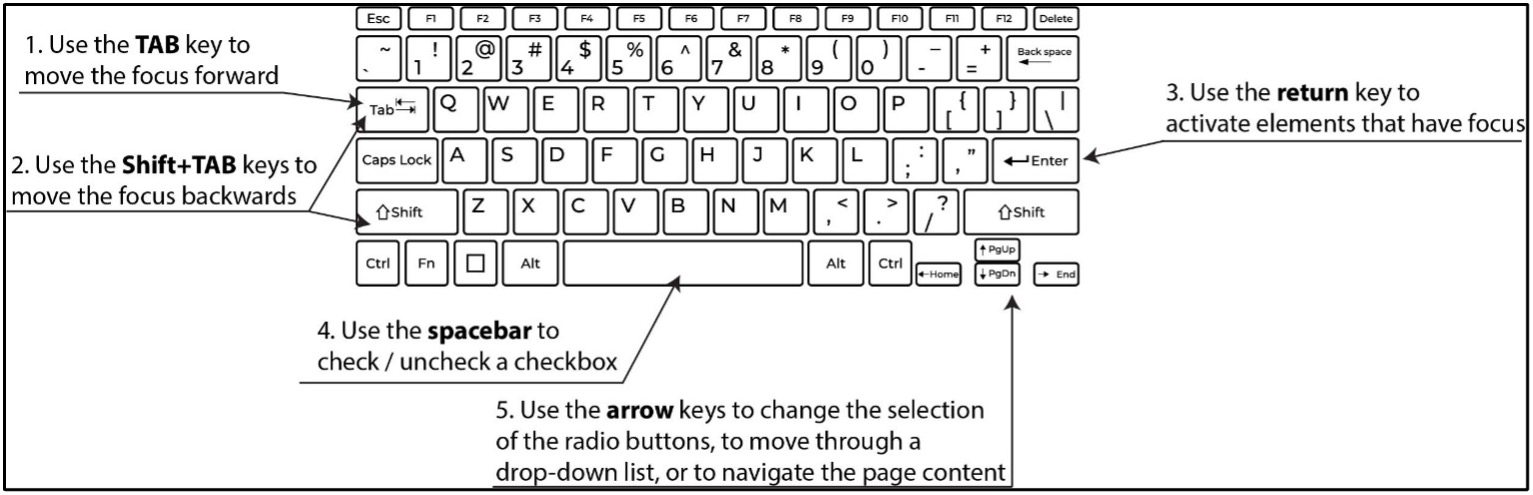 Esc F1 F2 F3 F4 F5 F6 F7 F8 F9 F10 F11 F12 Delete
1. Use the TAB key to
move the focus forward
~ ` ! 1 @ 2 # 3 $ 4 % 5 ^ 6 & 7 * 8 ( 9 ) 0 – - + = Back space
Tab Q W E R T Y U I O P { [ } ] | \
3. Use the return key to
activate elements that have focus
2. Use the Shift+TAB keys to
move the focus backwards
Caps Lock A S D F G H J K L : ; " , Enter
Shift Z X C V B N M < , > . ? / Shift
Ctrl Fn Alt Alt Ctrl Home PgUp PgDn End
4. Use the spacebar to
check / uncheck a checkbox
5. Use the arrow keys to change the selection
of the radio buttons, to move through a
drop-down list, or to navigate the page content